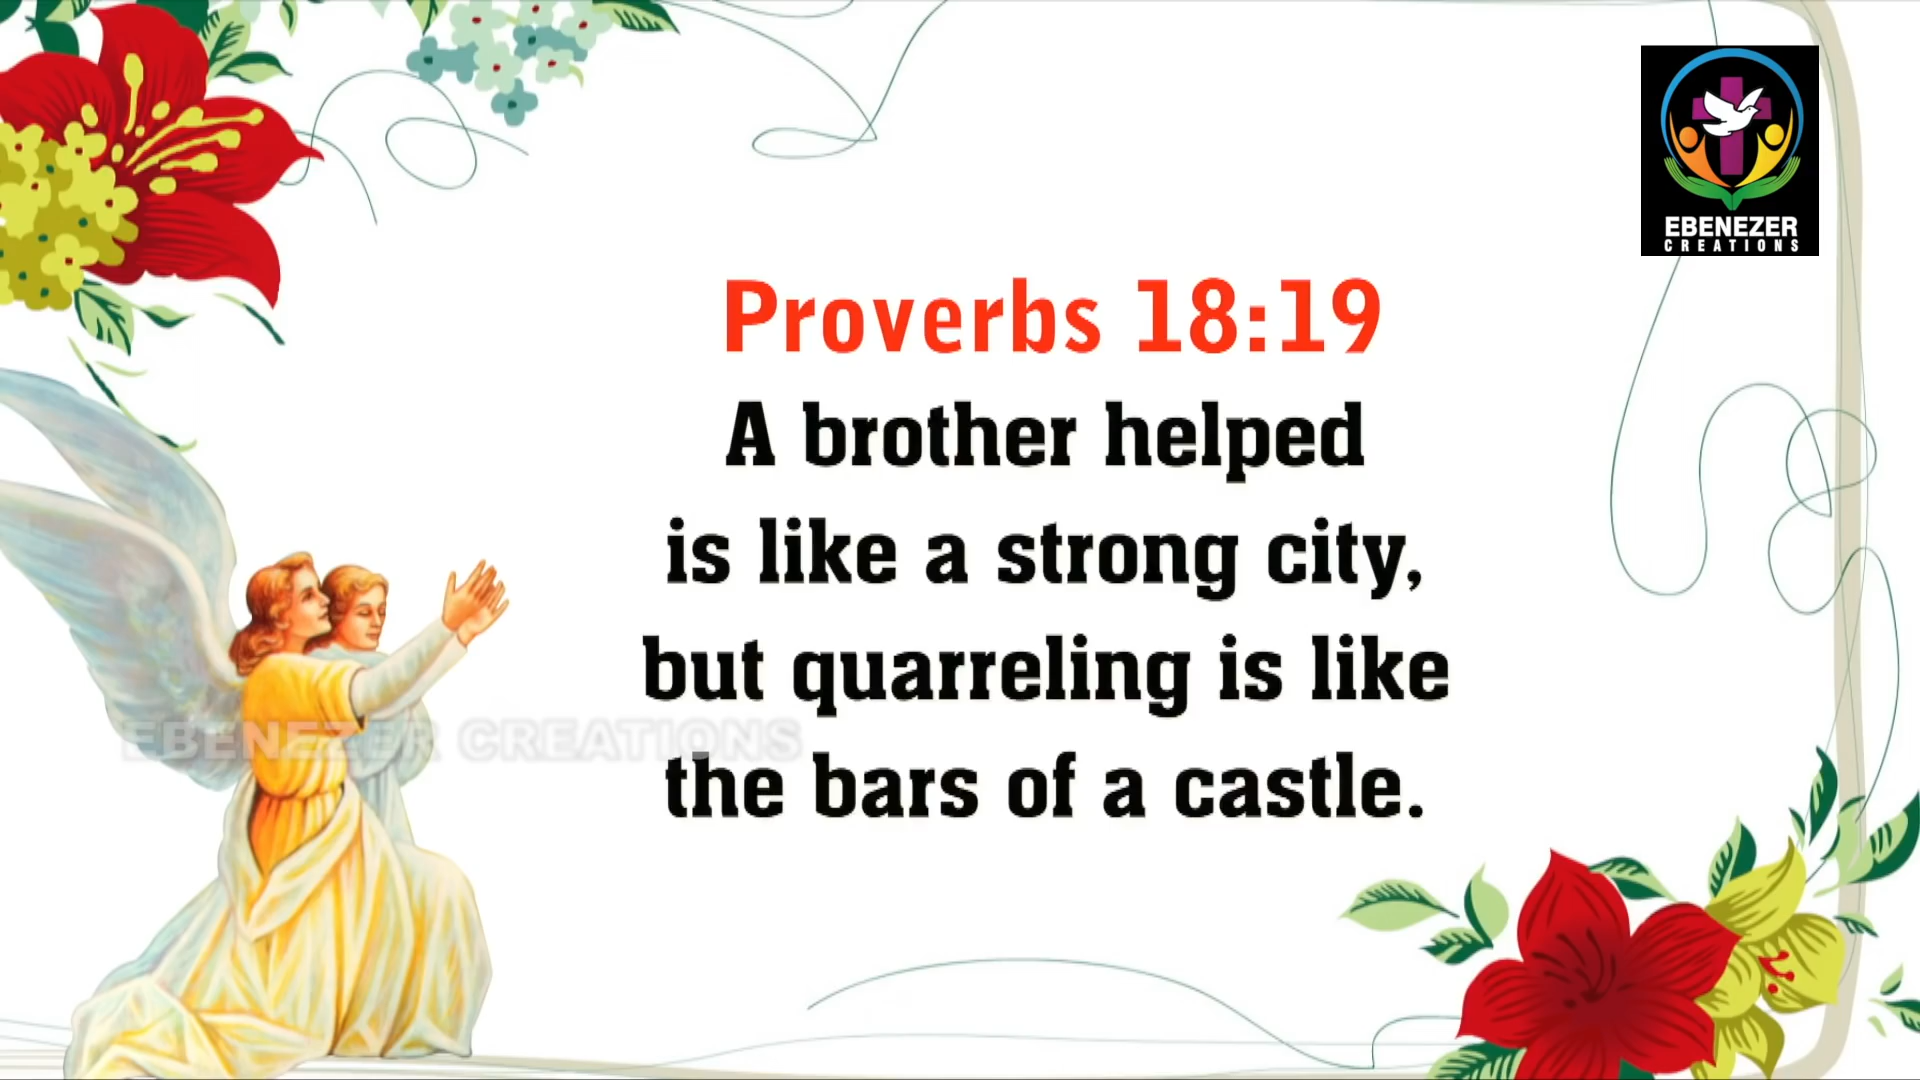 EBENEZER
CREATIONS
Proverbs 18:19
A brother helped
is like a strong city,
but quarreling is like
EBENEZER CREATIONS
the bars of a castle.